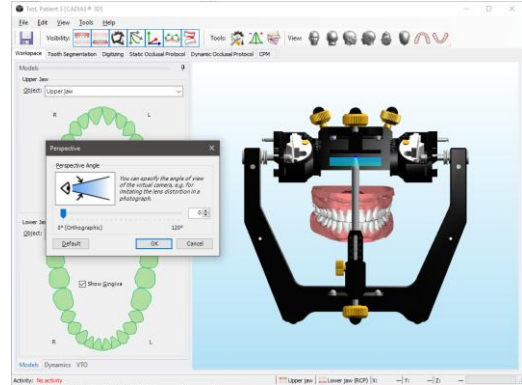 Test, Patient 3 [CADIAS® 3D]
File Edit View Tools Help
Visibility: Tools: View:
Workspace Tooth Segmentation Digitizing Static Occlusal Protocol Dynamic Occlusal Protocol CPM
Models
Upper Jaw
Object: Upper Jaw
R L
Perspective
Perspective Angle
You can specify the angle of view
of the virtual camera, e.g. for
imitating the lens distortion in a
photograph.
0
0° (Orthographic) 120°
Default OK Cancel
Lower Ja
Object:
Show Gingiva
R L
Models Dynamics VTO
Activity: No activity Upper jaw Lower jaw (RCP) X: — Y: — Z: —